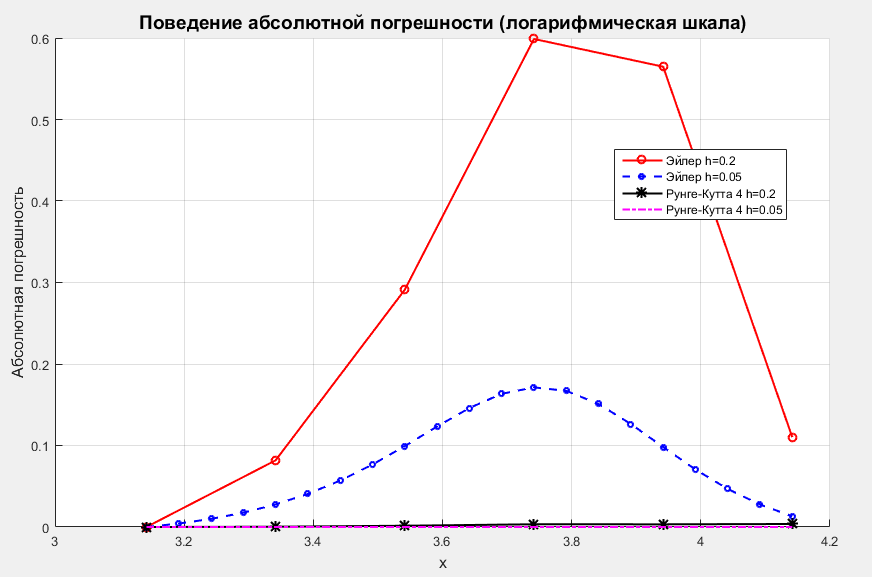 Поведение абсолютной погрешности (логарифмическая шкала)
Абсолютная погрешность
0.6
0.5
0.4
0.3
0.2
0.1
0
Эйлер h=0.2
Эйлер h=0.05
Рунге-Кутта 4 h=0.2
Рунге-Кутта 4 h=0.05
3 3.2 3.4 3.6 3.8 4 4.2
x